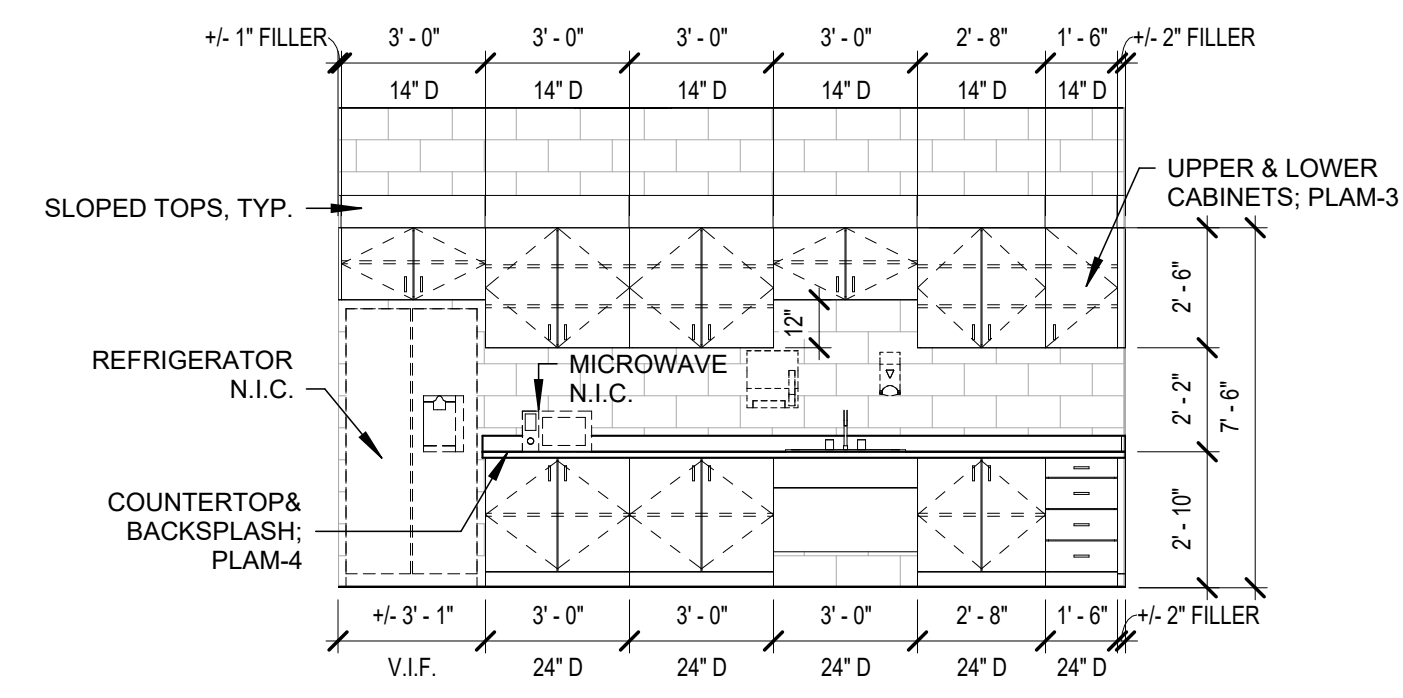 +/- 1" FILLER 3' - 0" 3' - 0" 3' - 0" 3' - 0" 2' - 8" 1' - 6" +/- 2" FILLER
14" D 14" D 14" D 14" D 14" D 14" D
UPPER & LOWER
CABINETS; PLAM-3
SLOPED TOPS, TYP.
2' - 6"
12"
REFRIGERATOR
N.I.C.
MICROWAVE
N.I.C.
2' - 2"
7' - 6"
COUNTERTOP&
BACKSPLASH;
PLAM-4
2' - 10"
+/- 3' - 1" 3' - 0" 3' - 0" 3' - 0" 2' - 8" 1' - 6" +/- 2" FILLER
V.I.F. 24" D 24" D 24" D 24" D 24" D